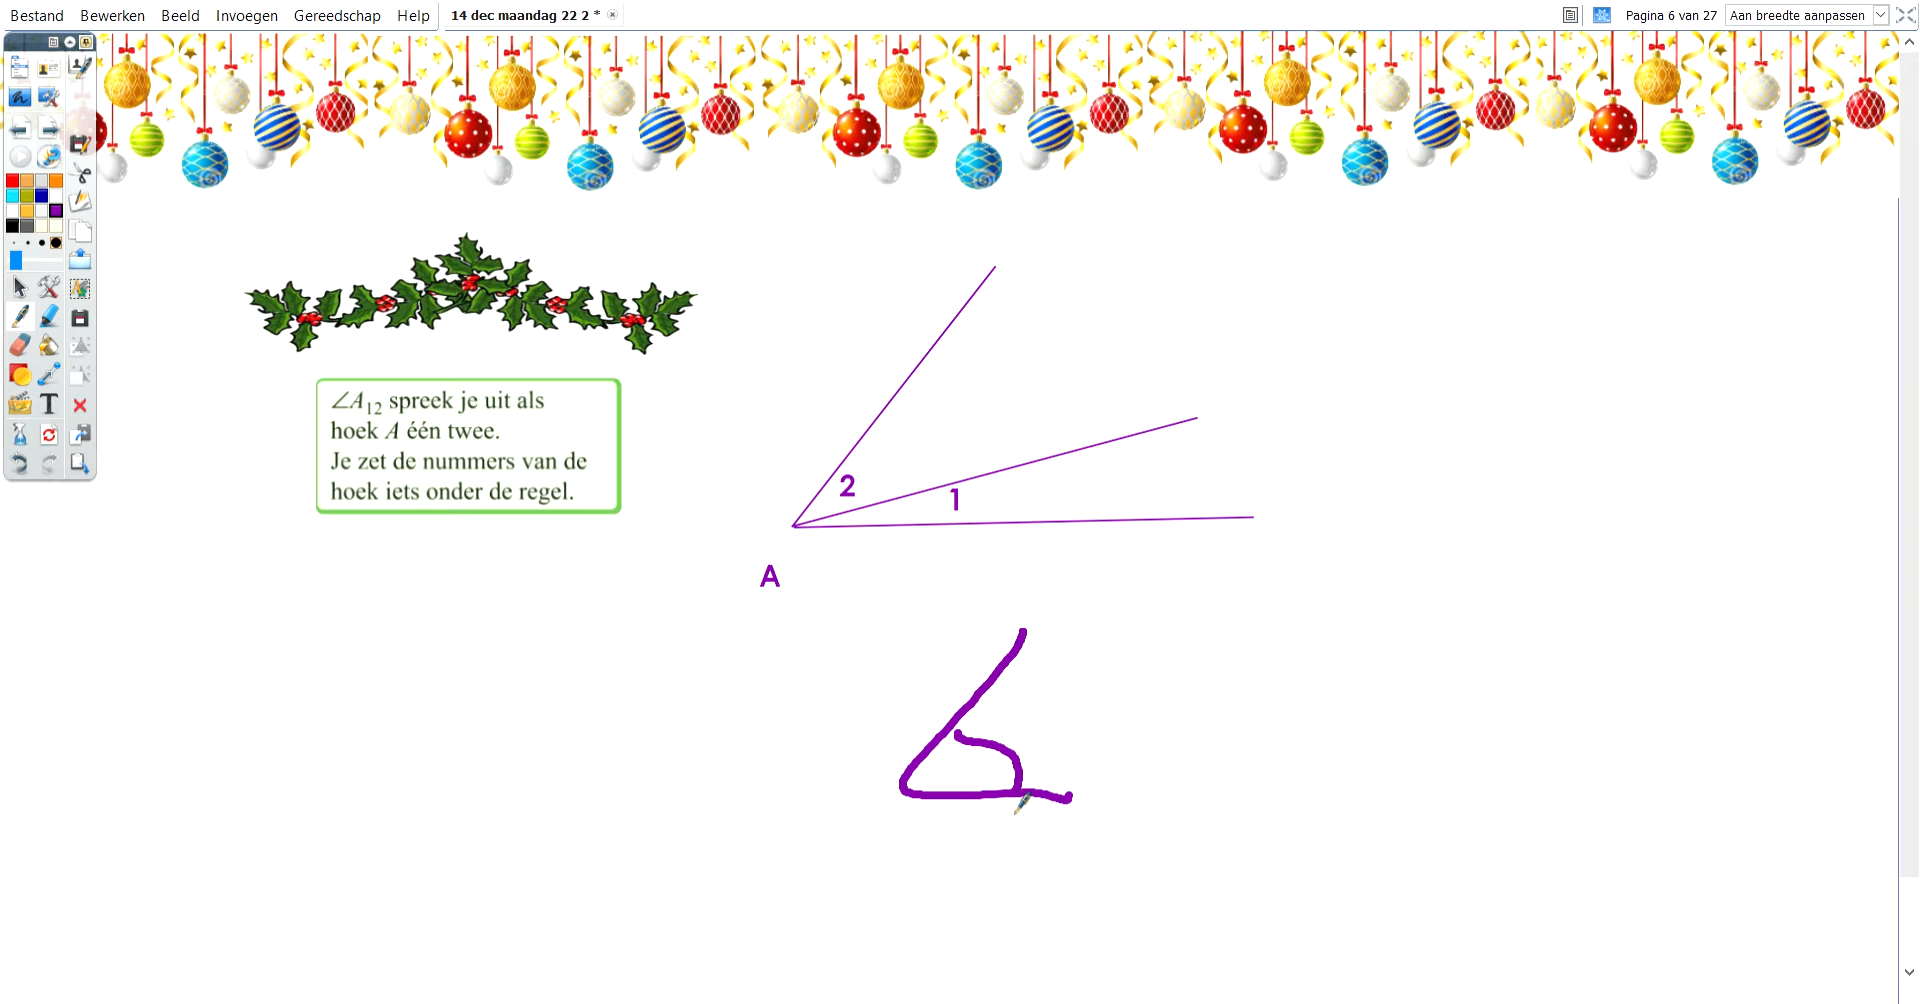 Bestand Bewerken Beeld Invoegen Gereedschap Help 14 dec maandag 22 2 * Pagina 6 van 27 Aan breedte aanpassen
∠A₁₂ spreek je uit als
hoek A één twee.
Je zet de nummers van de
hoek iets onder de regel.
2
1
A
T